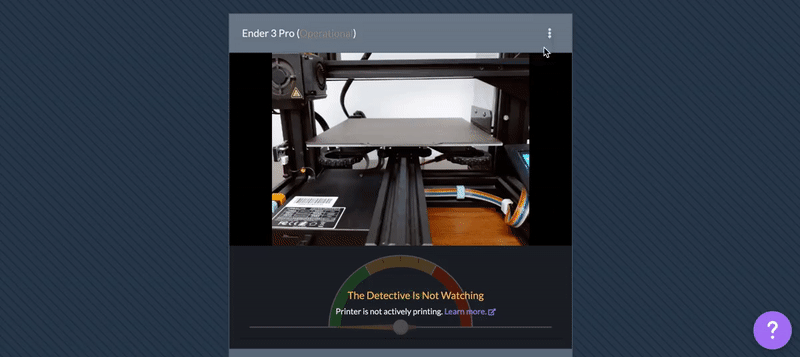 Ender 3 Pro (Operational)
The Detective Is Not Watching
Printer is not actively printing. Learn more.
?